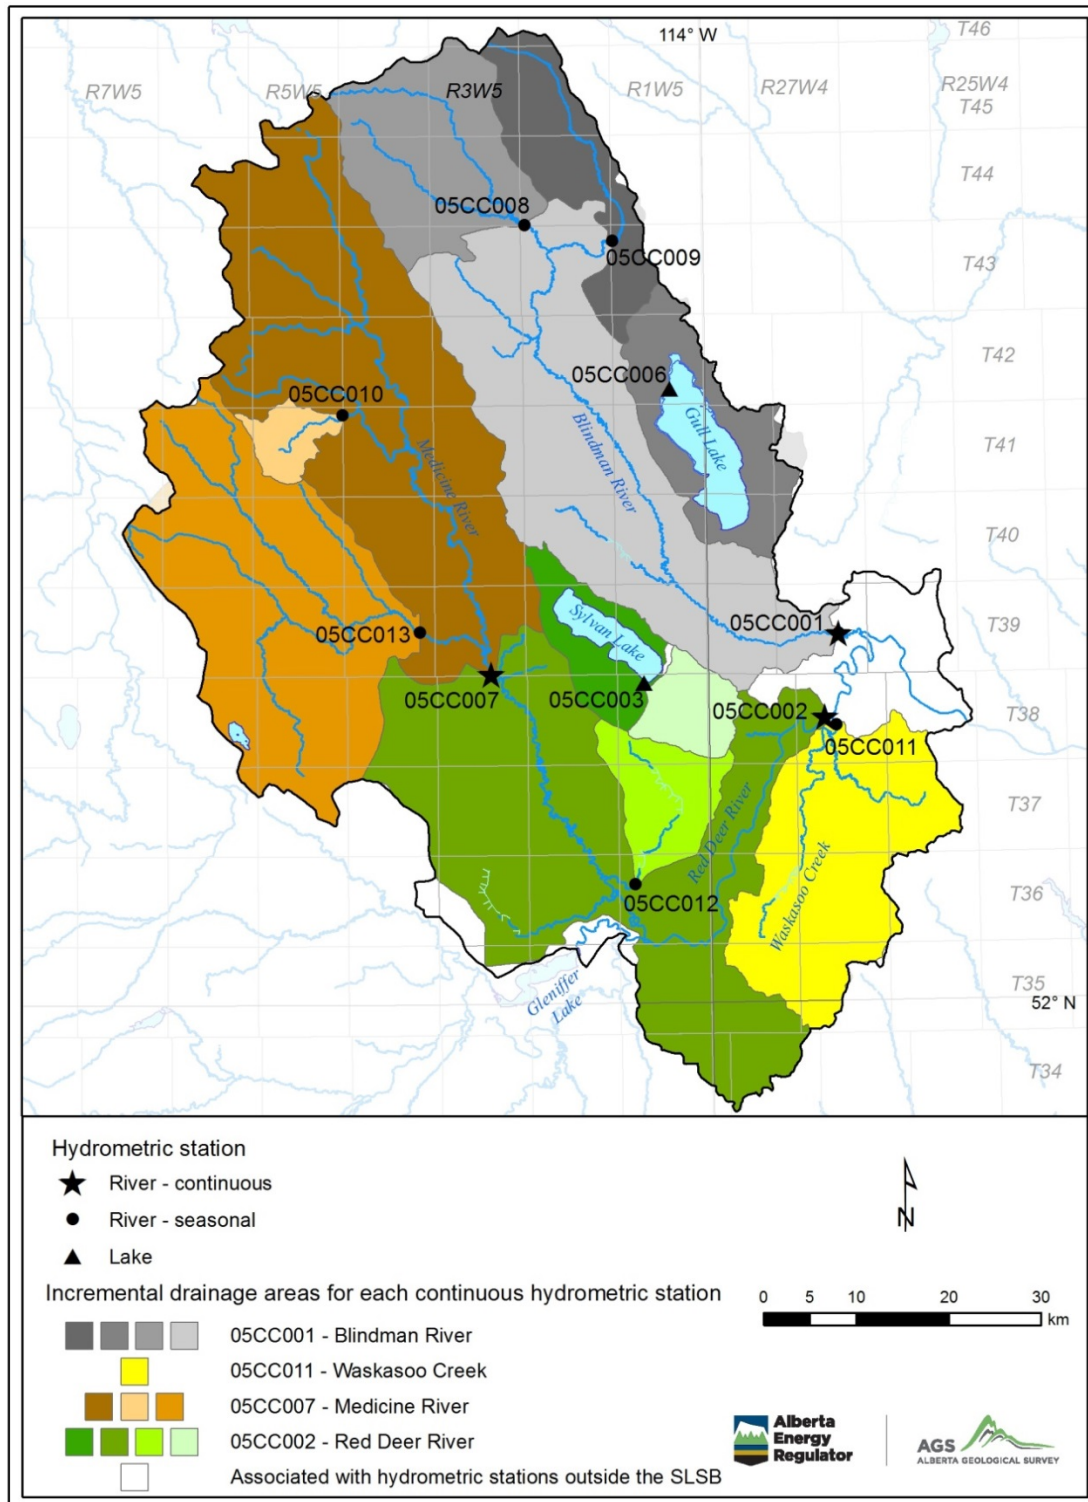 114° W
T46
R7W5
R5W5
R3W5
R1W5
R27W4
R25W4
T45
T44
05CC008
05CC009
T43
T42
05CC006
05CC010
Gull Lake
Blindman River
Medicine River
T41
T40
Sylvan Lake
05CC001
05CC013
T39
05CC007
05CC003
05CC002
T38
05CC011
Red Deer River
T37
Waskasoo Creek
05CC012
T36
Gleniffer
Lake
T35
52° N
T34
Hydrometric station
River - continuous
River - seasonal
Lake
N
Incremental drainage areas for each continuous hydrometric station
0 5 10 20 30
km
05CC001 - Blindman River
05CC011 - Waskasoo Creek
05CC007 - Medicine River
05CC002 - Red Deer River
Associated with hydrometric stations outside the SLSB
Alberta
Energy
Regulator
AGS
ALBERTA GEOLOGICAL SURVEY